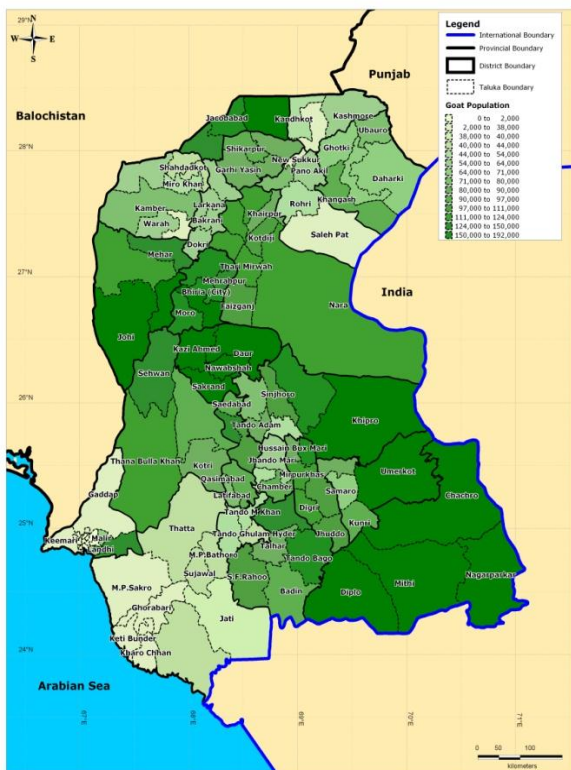 29°N
N
W E
S
Legend
International Boundary
Provincial Boundary
District Boundary
Taluka Boundary
Goat Population
0 to 2,000
2,000 to 38,000
38,000 to 40,000
40,000 to 44,000
44,000 to 54,000
54,000 to 64,000
64,000 to 71,000
71,000 to 80,000
80,000 to 90,000
90,000 to 97,000
97,000 to 111,000
111,000 to 124,000
124,000 to 150,000
150,000 to 192,000
Punjab
Balochistan
28°N
Jacobabad
Kandhkot
Kashmore
Ubauro
Shikarpur
Ghotki
New Sukkur
Shahdadkot
Garhi Yasin
Pano Akil
Daharki
Miro Khan
Kamber
Larkana
Rohri
Khangash
Warah
Bakrani
Khairpur
Saleh Pat
Dokri
Kotdiji
27°N
Mehar
Thari Mirwah
India
Mehrabpur
Bhiria (City)
Faizganj
Nara
Moro
Johi
Kazi Ahmed
Daur
Sehwan
Nawabshah
Sakrand
Sinjhoro
26°N
Saedabad
Khipro
Tando Adam
Hussain Bux Mari
Thana Bulla Khan
Kotri
Jhando Mari
Umeskot
Mirpurkhas
Qasimabad
Chamber
Samaro
Chachro
Gaddap
Latifabad
Digri
25°N
Thatta
Tando M.Khan
Kunri
Keemari
Malir
Tando Ghulam Hyder
Jhuddo
Landhi
Talhar
M.P.Bathoro
Tando Bago
Sujawal
S.F.Rahoo
Nagarparkar
M.P.Sakro
Badin
Diplo
Mithi
Ghorabari
Jati
Keti Bunder
Kharo Chhan
24°N
Arabian Sea
67°E
68°E
69°E
70°E
71°E
0 50 100
kilometers